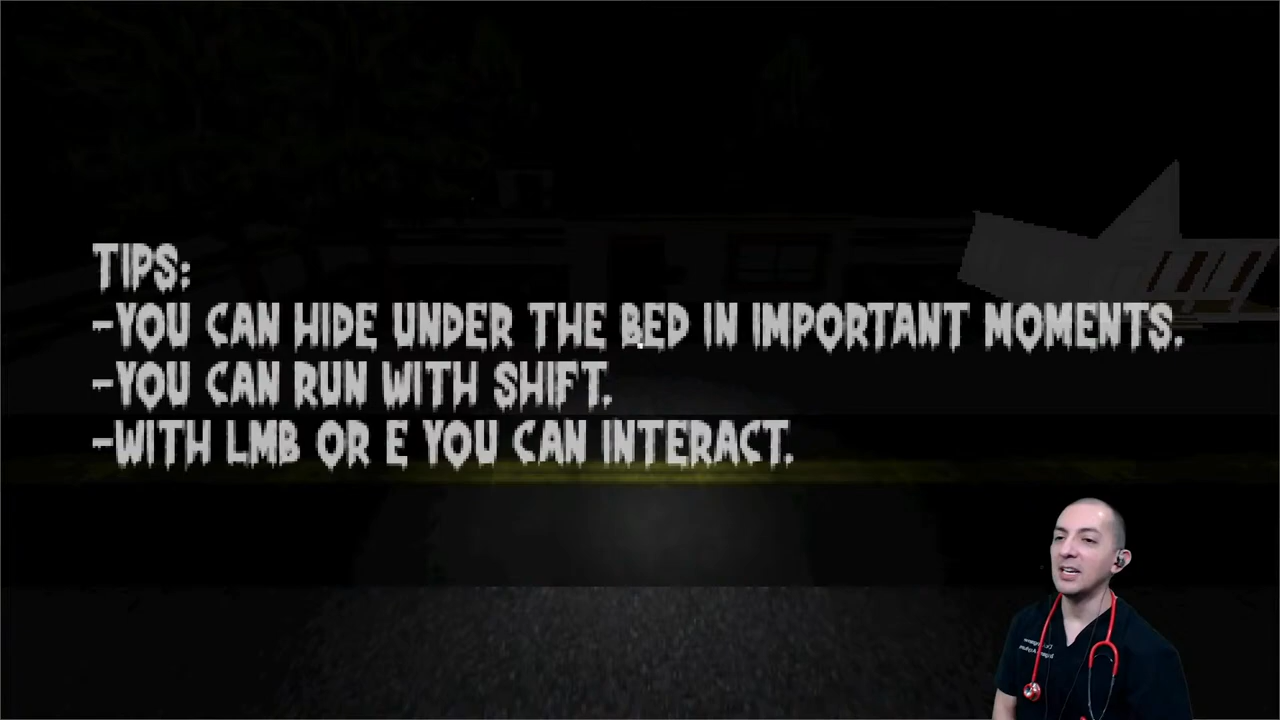 TIPS:
-YOU CAN HIDE UNDER THE BED IN IMPORTANT MOMENTS.
-YOU CAN RUN WITH SHIFT.
-WITH LMB OR E YOU CAN INTERACT.